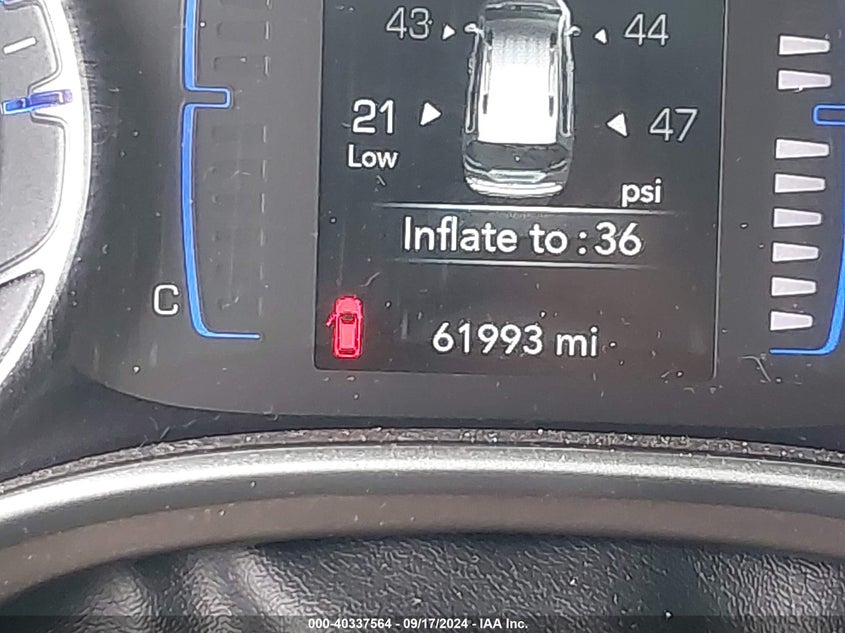 43 44
21 47
Low
psi
Inflate to : 36
C
61993 mi
000-40337564 - 09/17/2024 - IAA Inc.